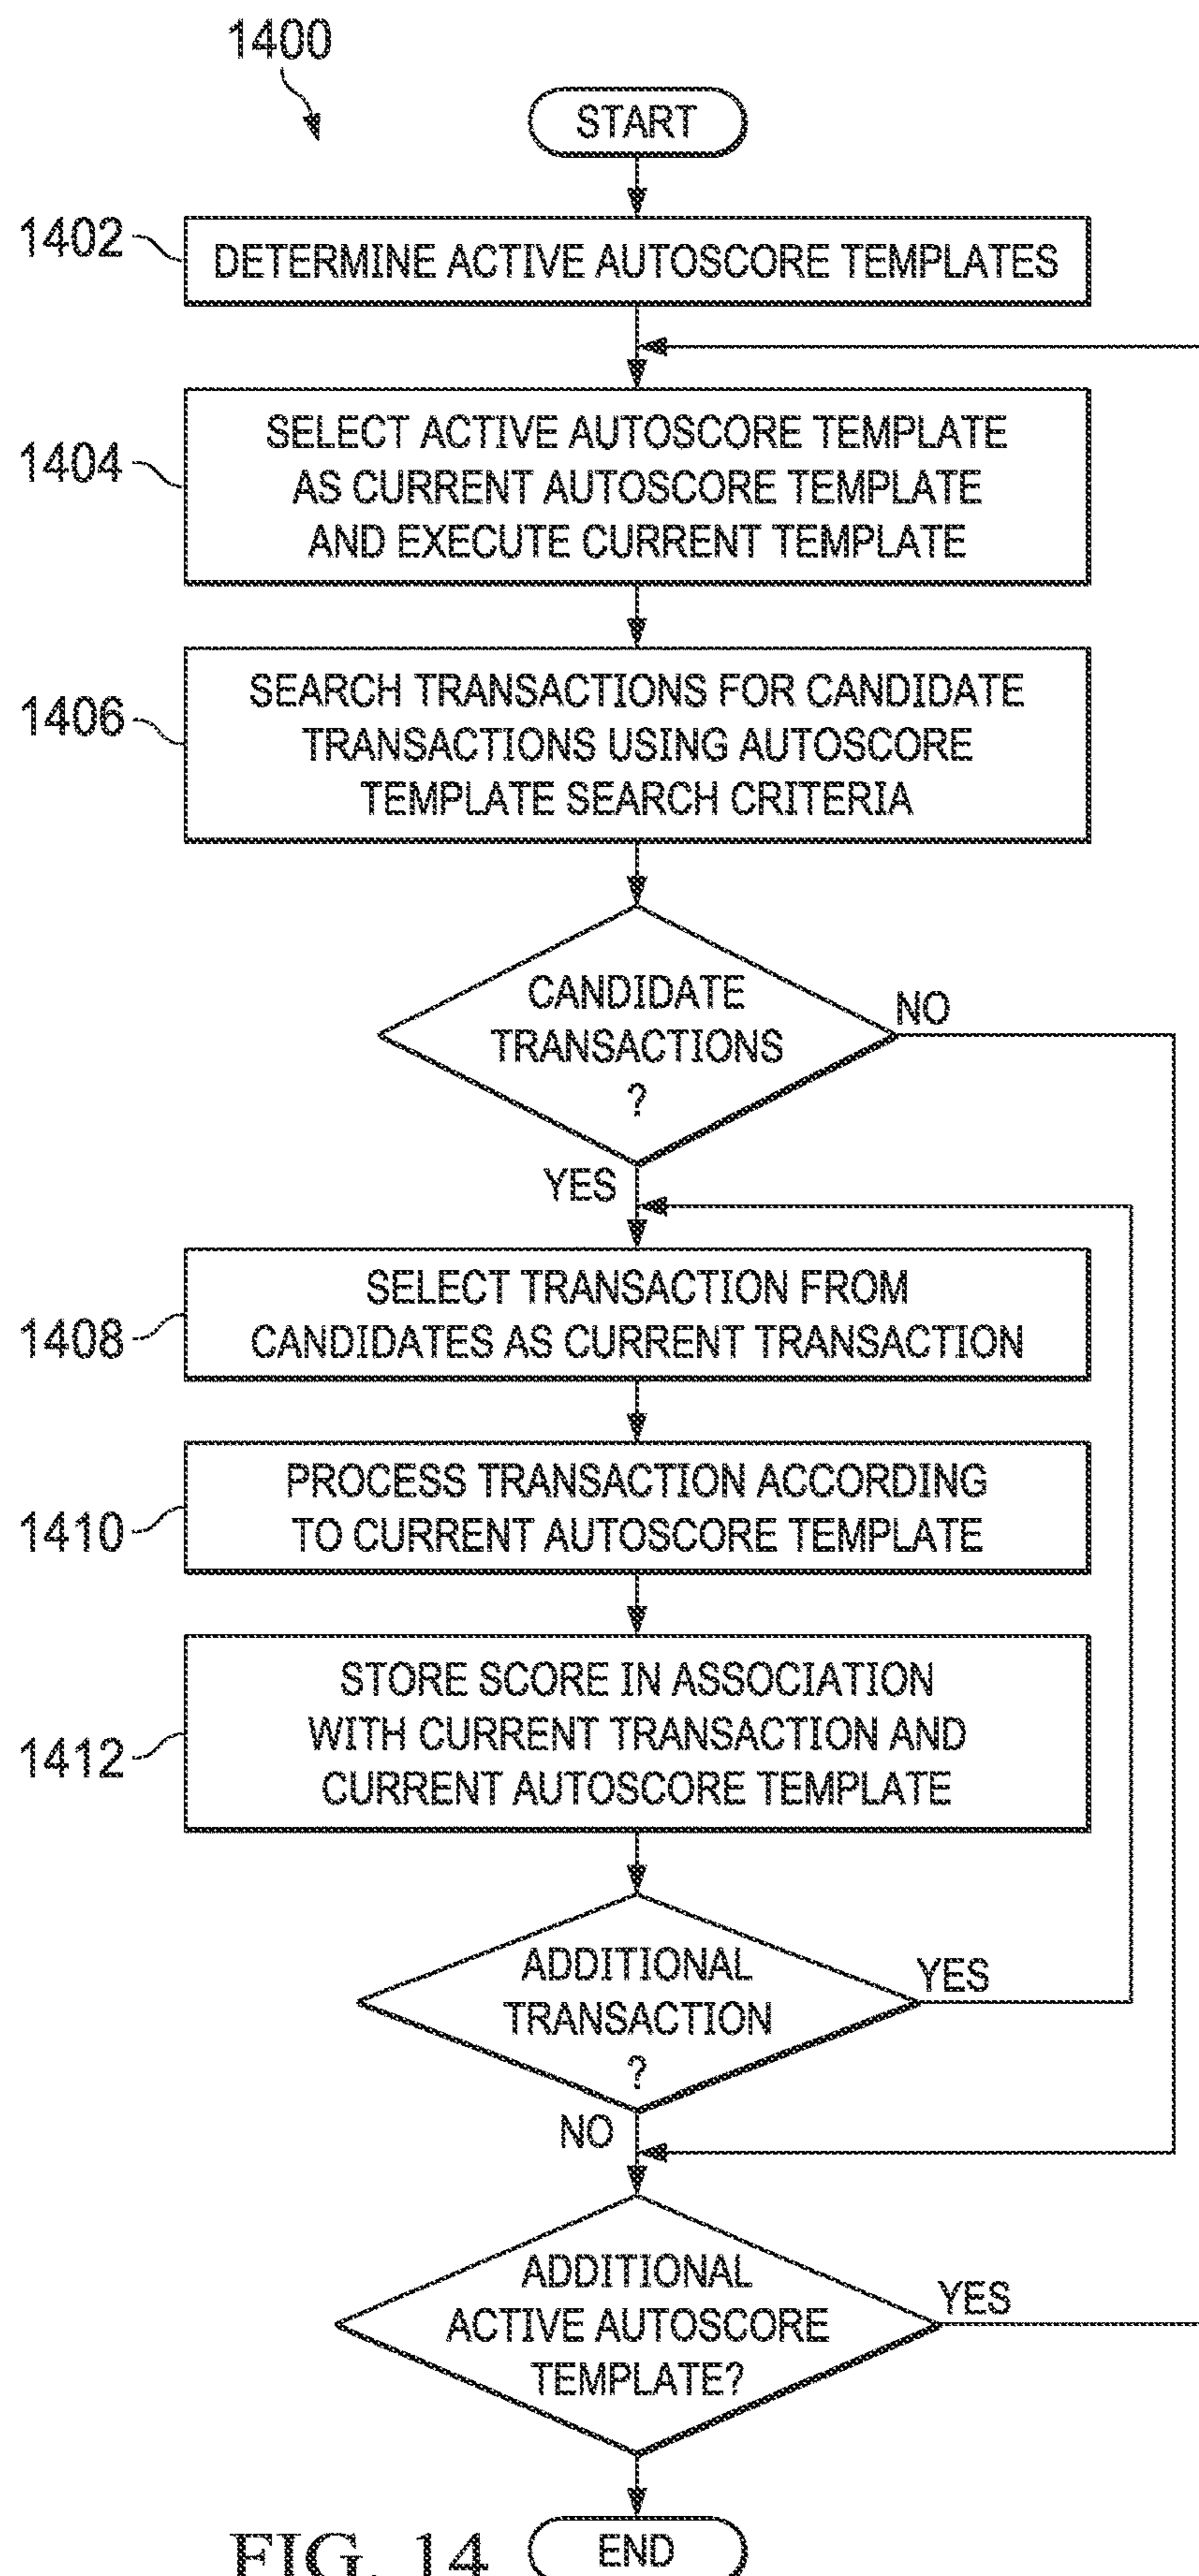 1400
START
1402
DETERMINE ACTIVE AUTOSCORE TEMPLATES
1404
SELECT ACTIVE AUTOSCORE TEMPLATE
AS CURRENT AUTOSCORE TEMPLATE
AND EXECUTE CURRENT TEMPLATE
1406
SEARCH TRANSACTIONS FOR CANDIDATE
TRANSACTIONS USING AUTOSCORE
TEMPLATE SEARCH CRITERIA
CANDIDATE
TRANSACTIONS
?
NO
YES
1408
SELECT TRANSACTION FROM
CANDIDATES AS CURRENT TRANSACTION
1410
PROCESS TRANSACTION ACCORDING
TO CURRENT AUTOSCORE TEMPLATE
1412
STORE SCORE IN ASSOCIATION
WITH CURRENT TRANSACTION AND
CURRENT AUTOSCORE TEMPLATE
ADDITIONAL
TRANSACTION
?
YES
NO
ADDITIONAL
ACTIVE AUTOSCORE
TEMPLATE?
YES
END
FIG. 14